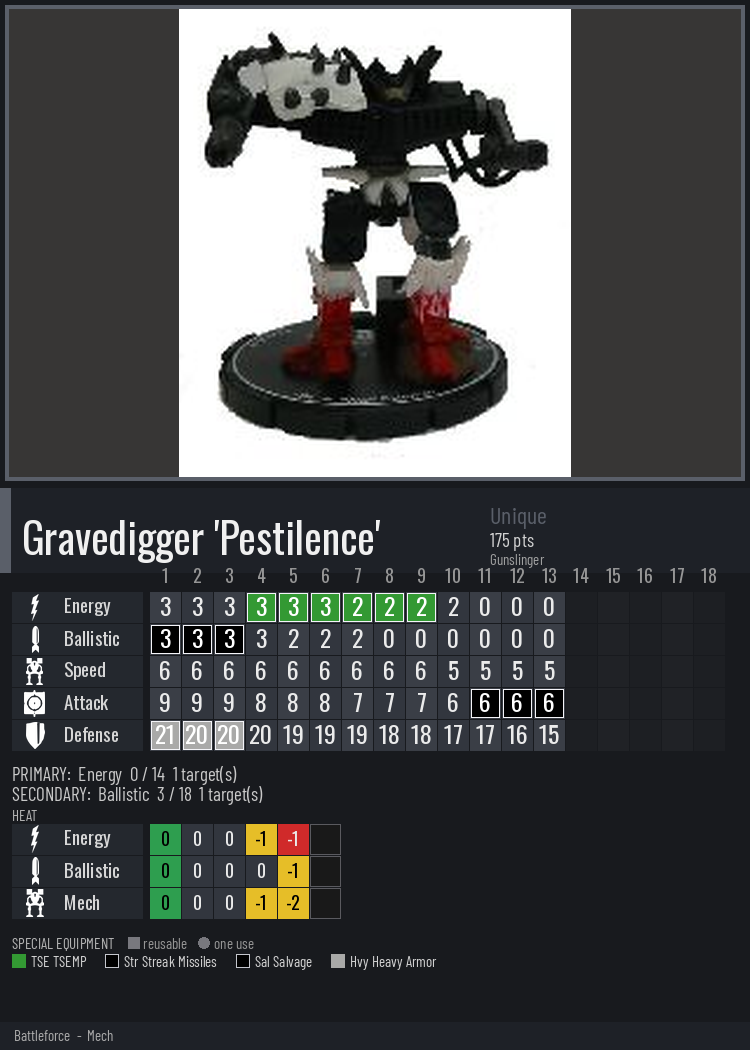 Gravedigger 'Pestilence'
Unique
175 pts
Gunslinger
1 2 3 4 5 6 7 8 9 10 11 12 13 14 15 16 17 18
Energy 3 3 3 3 3 3 2 2 2 2 0 0 0
Ballistic 3 3 3 3 2 2 2 0 0 0 0 0 0
Speed 6 6 6 6 6 6 6 6 6 5 5 5 5
Attack 9 9 9 8 8 8 7 7 7 6 6 6 6
Defense 21 20 20 20 19 19 19 18 18 17 17 16 15
PRIMARY: Energy 0 / 14 1 target(s)
SECONDARY: Ballistic 3 / 18 1 target(s)
HEAT
Energy 0 0 0 -1 -1
Ballistic 0 0 0 0 -1
Mech 0 0 0 -1 -2
SPECIAL EQUIPMENT reusable one use
TSE TSEMP Str Streak Missiles Sal Salvage Hvy Heavy Armor
Battleforce - Mech